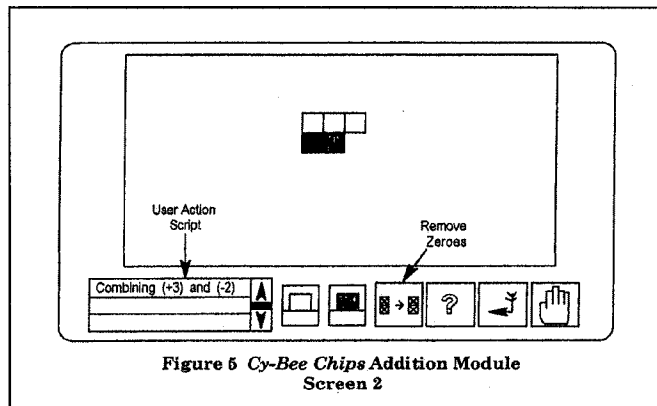 User Action
Script
Remove
Zeroes
Combining (+3) and (-2)
?
Figure 5 Cy-Bee Chips Addition Module
Screen 2